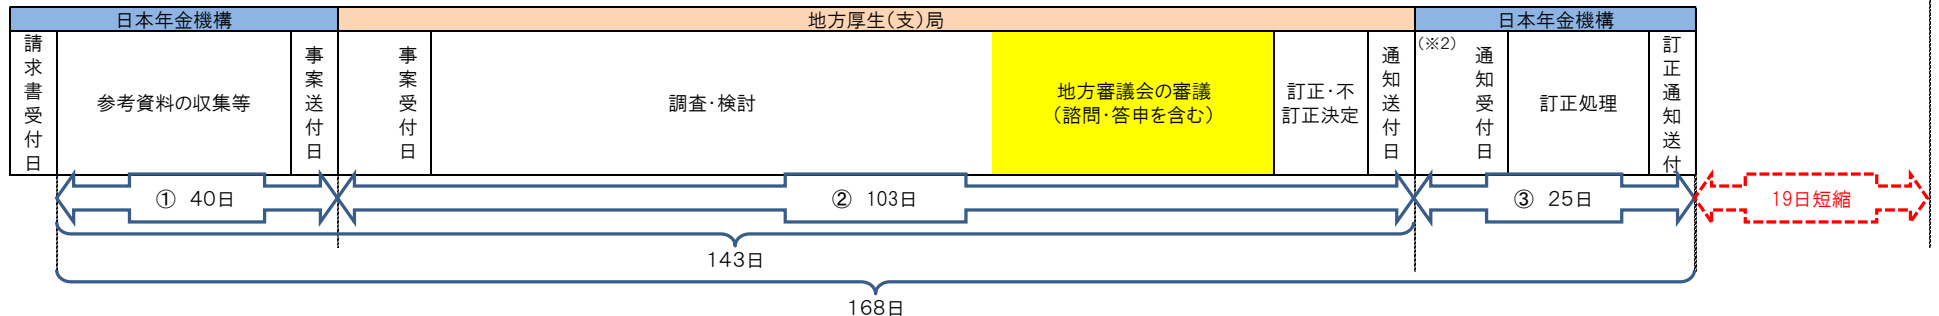 日本年金機構
地方厚生(支)局
日本年金機構
請求書受付日
参考資料の収集等
事案送付日
事案受付日
調査・検討
地方審議会の審議
(諮問・答申を含む)
訂正・不
訂正決定
通知送付日
(※2)
通知受付日
訂正処理
訂正通知送付
① 40日
② 103日
③ 25日
19日短縮
143日
168日